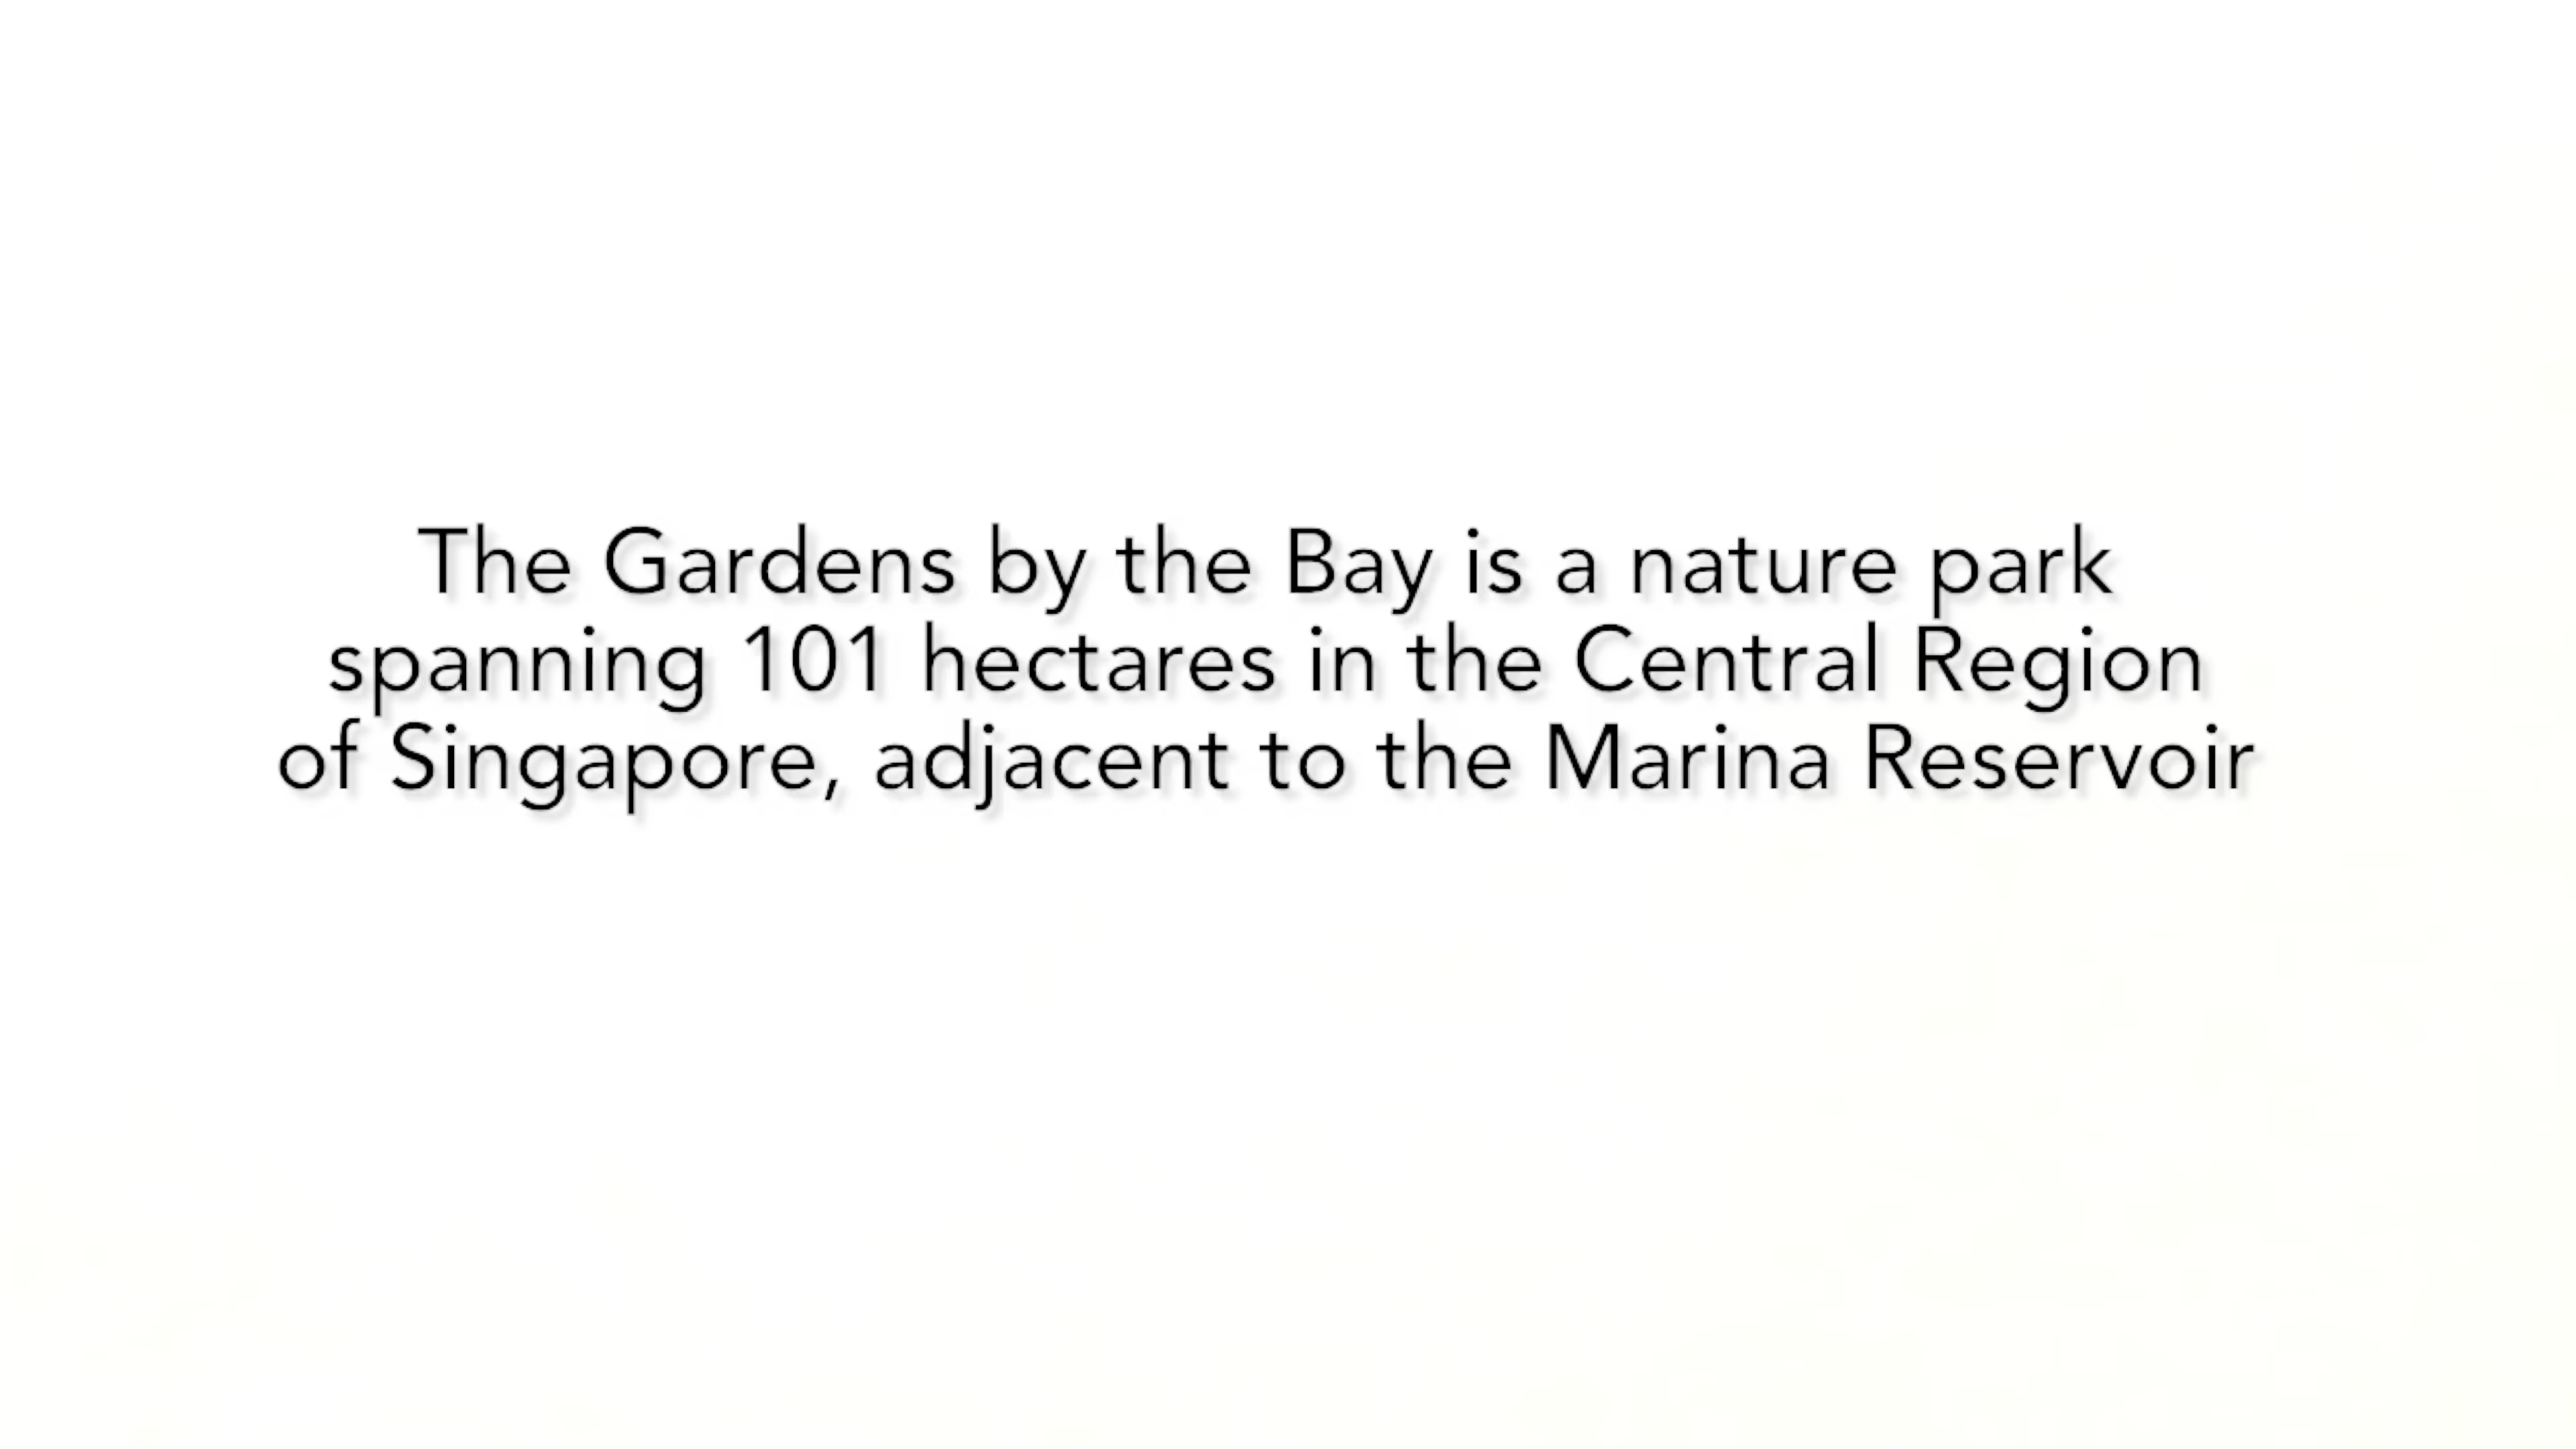 The Gardens by the Bay is a nature park
spanning 101 hectares in the Central Region
of Singapore, adjacent to the Marina Reservoir